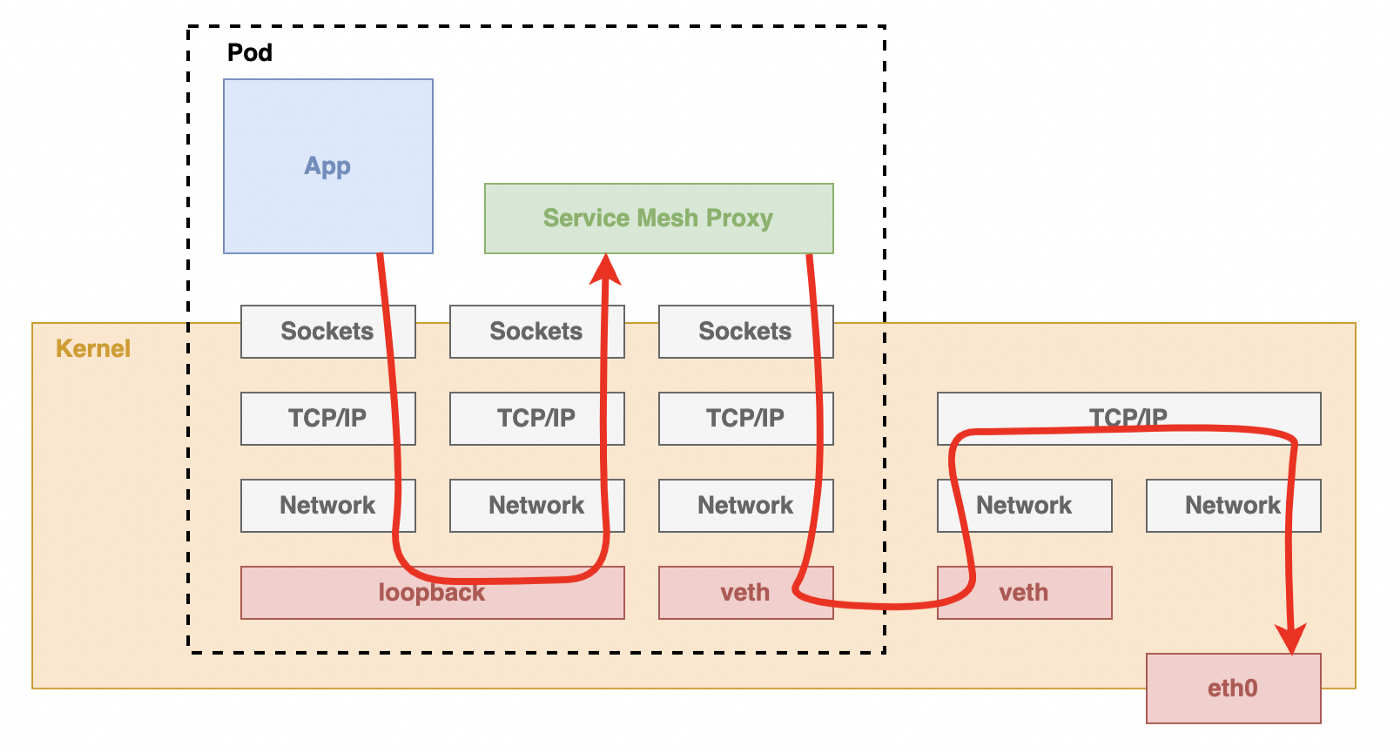 Pod
App
Service Mesh Proxy
Kernel
Sockets
Sockets
Sockets
TCP/IP
TCP/IP
TCP/IP
TCP/IP
Network
Network
Network
Network
Network
loopback
veth
veth
eth0